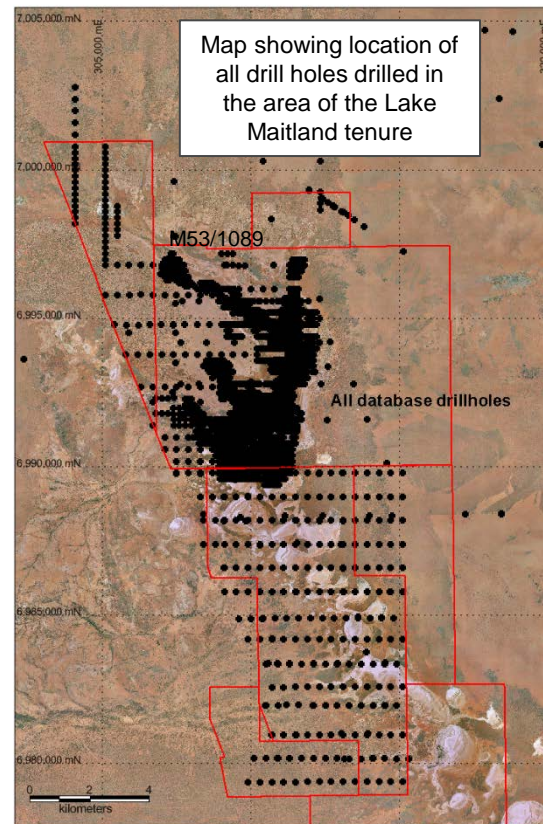 7,005,000.mN
305,000.mE
Map showing location of
all drill holes drilled in
the area of the Lake
Maitland tenure
7,000,000.mN
M53/1089
6,995,000.mN
All database drillholes
6,990,000.mN
6,985,000.mN
6,980,000.mN
0 2 4
kilometers